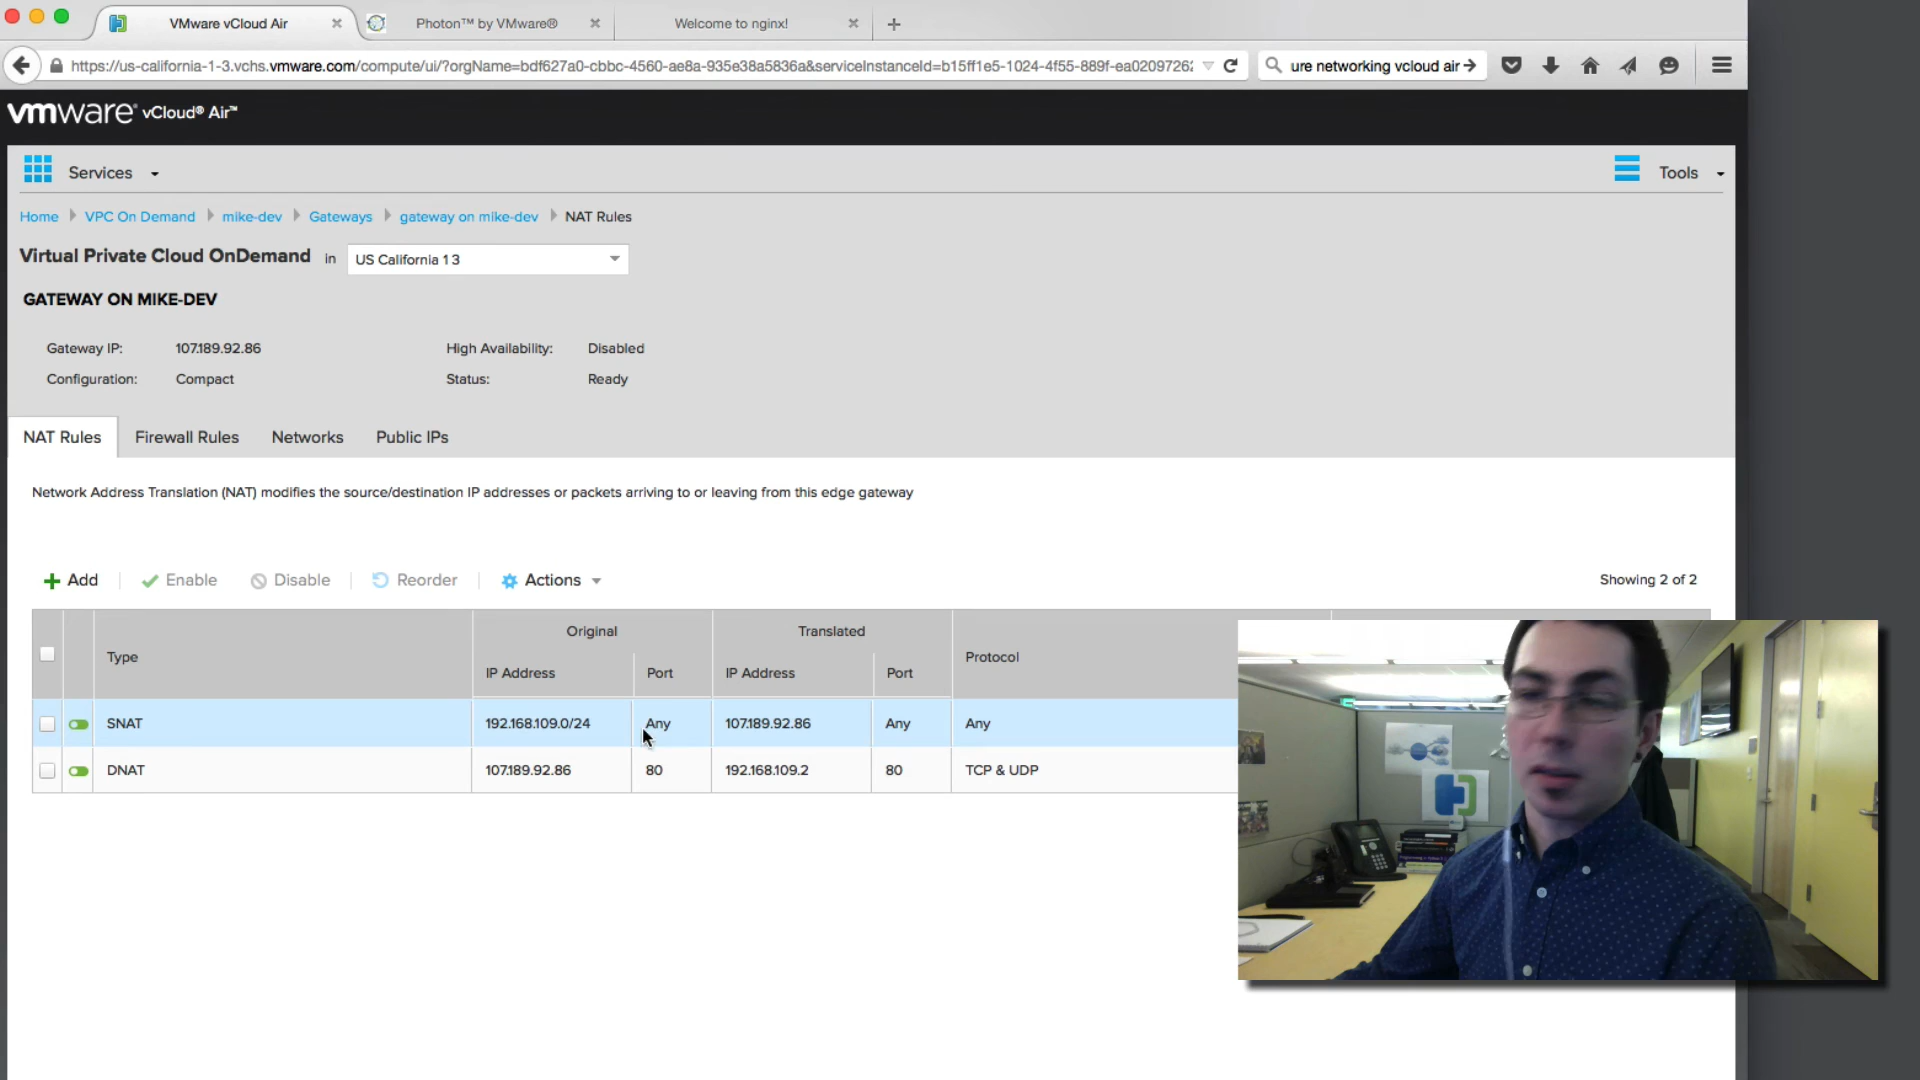 VMware vCloud Air
Photon™ by VMware®
Welcome to nginx!
https://us-california-1-3.vchs.vmware.com/compute/ui/?orgName=bdf627a0-cbbc-4560-ae8a-935e38a5836a&serviceInstanceId=b15ff1e5-1024-4f55-889f-ea0209726
ure networking vcloud air
vmware® vCloud® Air™
Services
Tools
Home VPC On Demand mike-dev Gateways gateway on mike-dev NAT Rules
Virtual Private Cloud OnDemand in US California 1 3
GATEWAY ON MIKE-DEV
Gateway IP: 107.189.92.86 High Availability: Disabled
Configuration: Compact Status: Ready
NAT Rules Firewall Rules Networks Public IPs
Network Address Translation (NAT) modifies the source/destination IP addresses or packets arriving to or leaving from this edge gateway
Add Enable Disable Reorder Actions Showing 2 of 2
Original Translated
Type IP Address Port IP Address Port Protocol
SNAT 192.168.109.0/24 Any 107.189.92.86 Any Any
DNAT 107.189.92.86 80 192.168.109.2 80 TCP & UDP